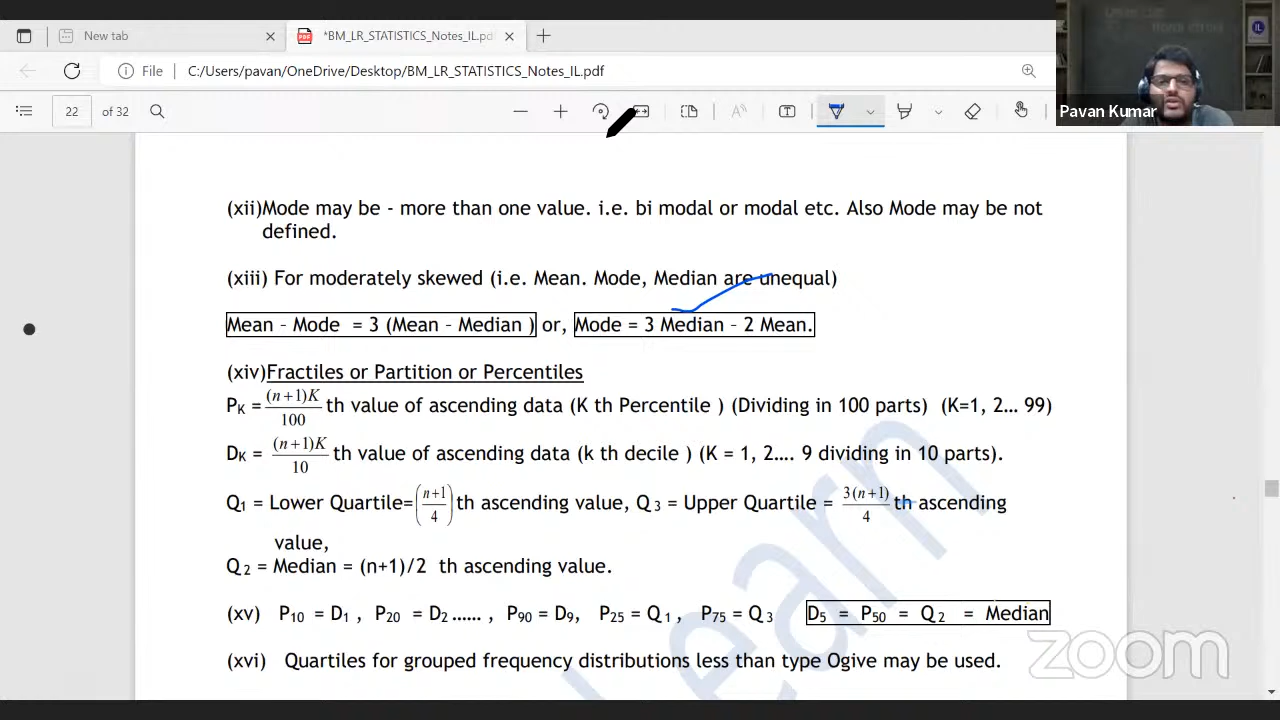 New tab
*BM_LR_STATISTICS_Notes_IL.pdf
File C:/Users/pavan/OneDrive/Desktop/BM_LR_STATISTICS_Notes_IL.pdf
22 of 32
Pavan Kumar
(xii)Mode may be - more than one value. i.e. bi modal or modal etc. Also Mode may be not
defined.
(xiii) For moderately skewed (i.e. Mean. Mode, Median are unequal)
Mean - Mode = 3 (Mean - Median ) or, Mode = 3 Median - 2 Mean.
(xiv)Fractiles or Partition or Percentiles
P_K = (n+1)K/100 th value of ascending data (K th Percentile ) (Dividing in 100 parts) (K=1, 2... 99)
D_K = (n+1)K/10 th value of ascending data (k th decile ) (K = 1, 2.... 9 dividing in 10 parts).
Q1 = Lower Quartile=((n+1)/4) th ascending value, Q3 = Upper Quartile = 3(n+1)/4 th ascending
value,
Q2 = Median = (n+1)/2 th ascending value.
(xv) P10 = D1 , P20 = D2 ...... , P90 = D9, P25 = Q1 , P75 = Q3 D5 = P50 = Q2 = Median
(xvi) Quartiles for grouped frequency distributions less than type Ogive may be used.
Learn
zoom